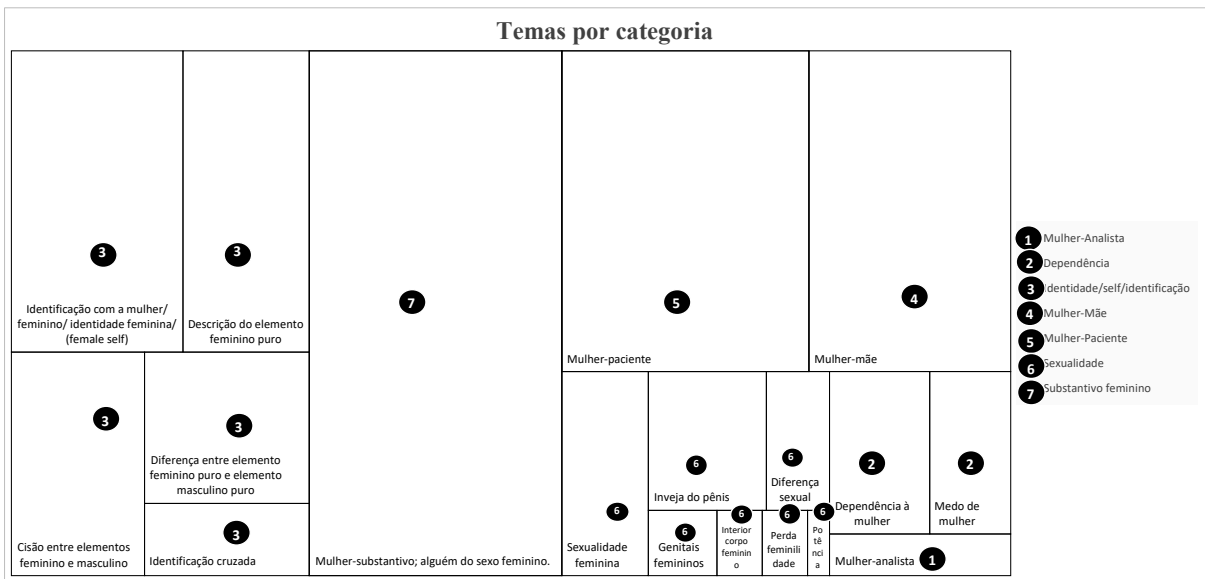 Temas por categoria
3
Identificação com a mulher/
feminino/ identidade feminina/
(female self)
3
Descrição do elemento
feminino puro
3
Cisão entre elementos
feminino e masculino
3
Diferença entre elemento
feminino puro e elemento
masculino puro
3
Identificação cruzada
7
Mulher-substantivo; alguém do sexo feminino.
5
Mulher-paciente
4
Mulher-mãe
6
Sexualidade
feminina
6
Inveja do pênis
6
Diferença
sexual
6
Genitais
femininos
6
Interior
corpo
feminin
o
6
Perda
feminili
dade
6
Po
tê
nci
a
2
Dependência à
mulher
2
Medo de
mulher
Mulher-analista 1
1 Mulher-Analista
2 Dependência
3 Identidade/self/identificação
4 Mulher-Mãe
5 Mulher-Paciente
6 Sexualidade
7 Substantivo feminino